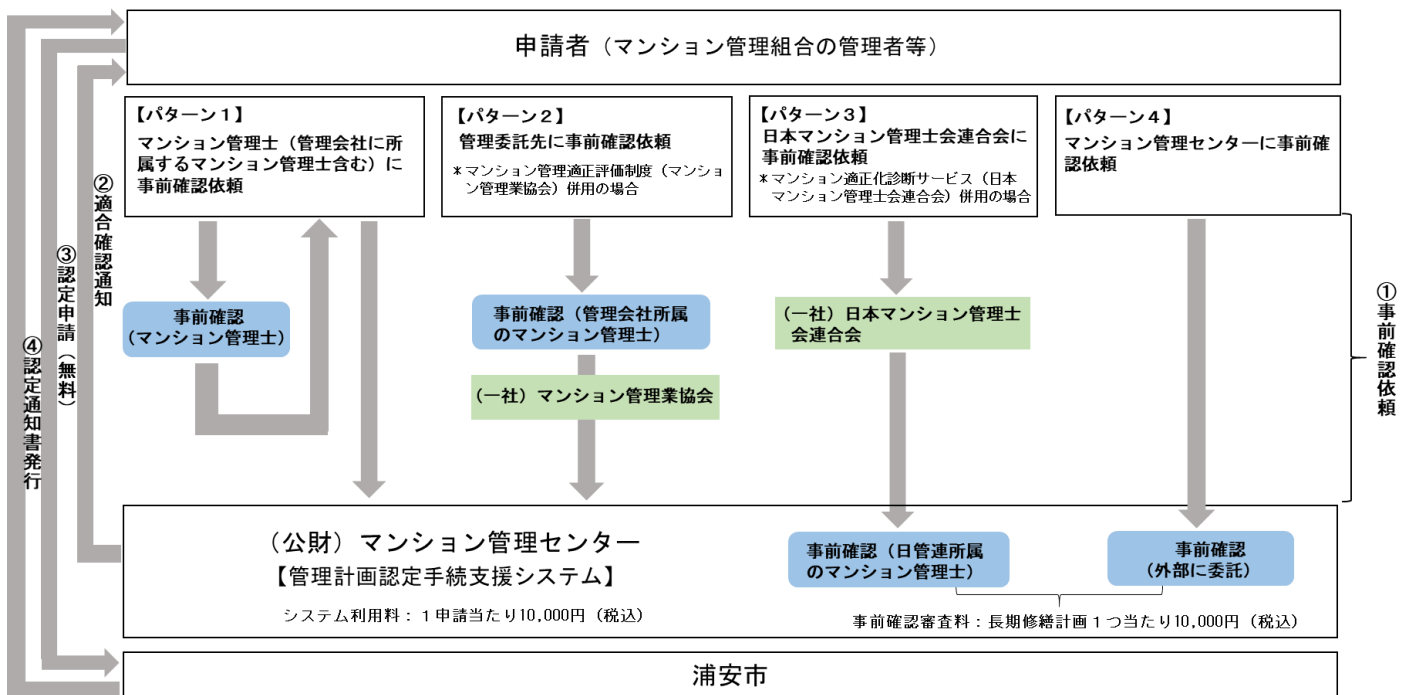 申請者（マンション管理組合の管理者等）
【パターン１】
マンション管理士（管理会社に所
属するマンション管理士含む）に
事前確認依頼
【パターン２】
管理委託先に事前確認依頼
＊マンション管理適正評価制度（マンショ
ン管理業協会）併用の場合
【パターン３】
日本マンション管理士会連合会に
事前確認依頼
＊マンション適正化診断サービス（日本
マンション管理士会連合会）併用の場合
【パターン４】
マンション管理センターに事前確
認依頼
②適合確認通知
③認定申請（無料）
④認定通知書発行
①事前確認依頼
事前確認
（マンション管理士）
事前確認（管理会社所属
のマンション管理士）
（一社）マンション管理業協会
（一社）日本マンション管理士
会連合会
（公財）マンション管理センター
【管理計画認定手続支援システム】
システム利用料：１申請当たり10,000円（税込）
事前確認（日管連所属
のマンション管理士）
事前確認
（外部に委託）
事前確認審査料：長期修繕計画１つ当たり10,000円（税込）
浦安市